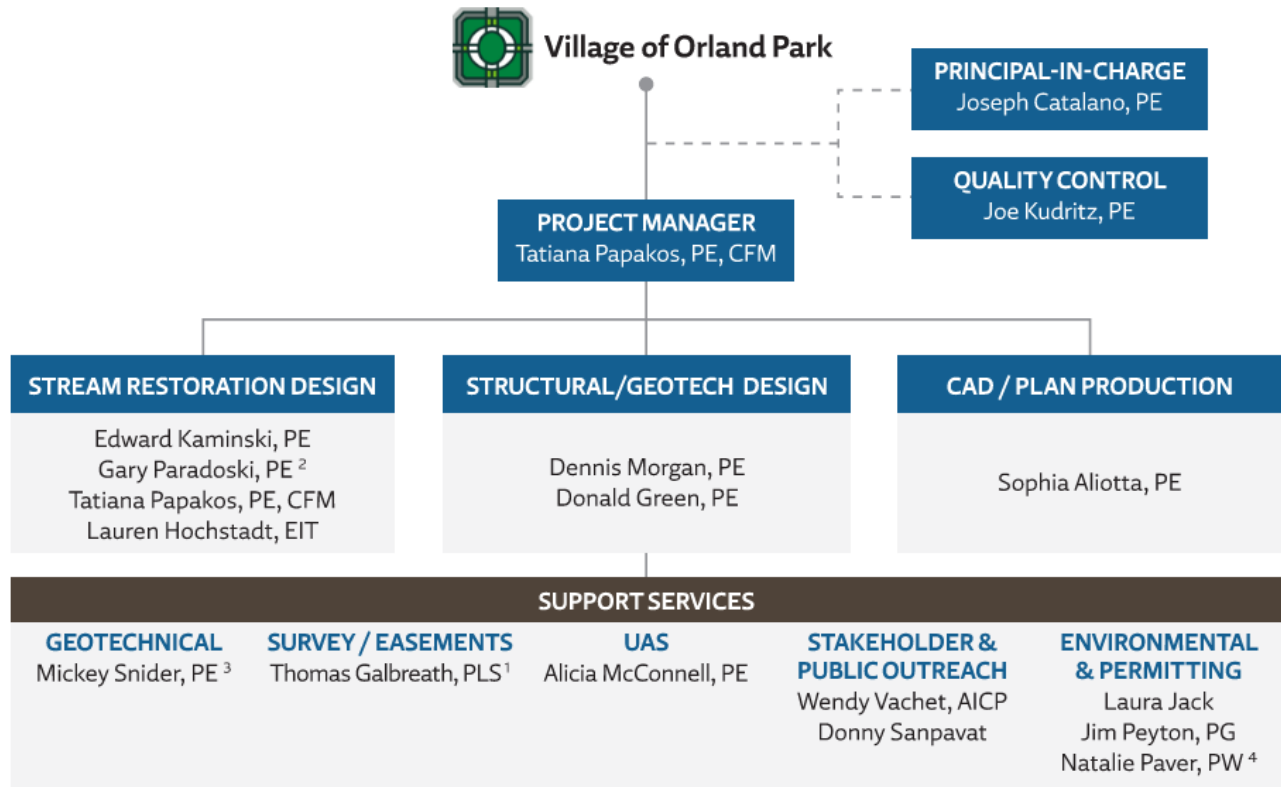 Village of Orland Park
PRINCIPAL-IN-CHARGE
Joseph Catalano, PE
QUALITY CONTROL
Joe Kudritz, PE
PROJECT MANAGER
Tatiana Papakos, PE, CFM
STREAM RESTORATION DESIGN
Edward Kaminski, PE
Gary Paradoski, PE ²
Tatiana Papakos, PE, CFM
Lauren Hochstadt, EIT
STRUCTURAL/GEOTECH DESIGN
Dennis Morgan, PE
Donald Green, PE
CAD / PLAN PRODUCTION
Sophia Aliotta, PE
SUPPORT SERVICES
GEOTECHNICAL
Mickey Snider, PE ³
SURVEY / EASEMENTS
Thomas Galbreath, PLS ¹
UAS
Alicia McConnell, PE
STAKEHOLDER &
PUBLIC OUTREACH
Wendy Vachet, AICP
Donny Sanpavat
ENVIRONMENTAL
& PERMITTING
Laura Jack
Jim Peyton, PG
Natalie Paver, PW ⁴